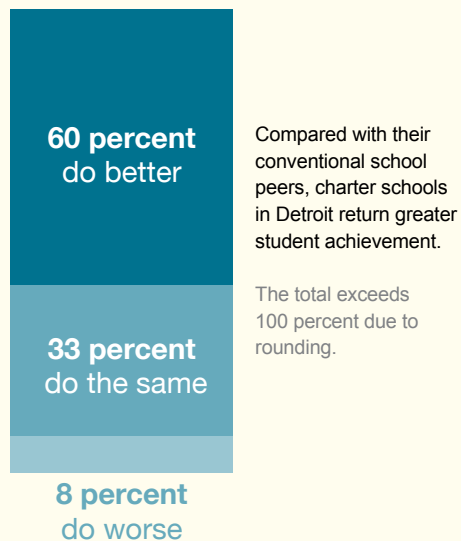 60 percent
do better
Compared with their
conventional school
peers, charter schools
in Detroit return greater
student achievement.
The total exceeds
100 percent due to
rounding.
33 percent
do the same
8 percent
do worse